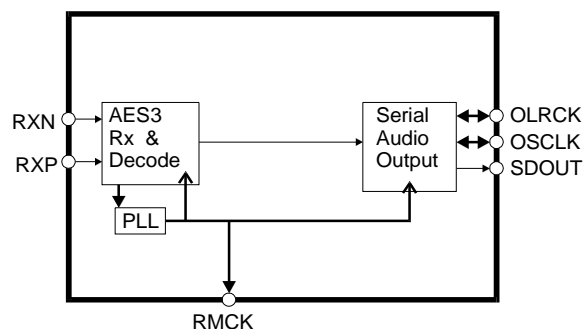 RXN
RXP
AES3
Rx &
Decode
PLL
Serial
Audio
Output
OLRCK
OSCLK
SDOUT
RMCK